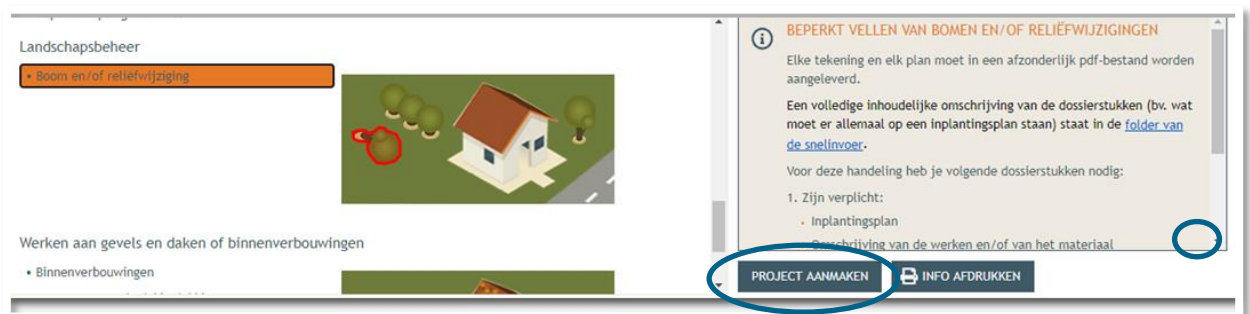 Landschapsbeheer
• Boom en/of reliëfwijziging
Werken aan gevels en daken of binnenverbouwingen
• Binnenverbouwingen
BEPERKT VELLEN VAN BOMEN EN/OF RELIËFWIJZIGINGEN
Elke tekening en elk plan moet in een afzonderlijk pdf-bestand worden
aangeleverd.
Een volledige inhoudelijke omschrijving van de dossierstukken (bv. wat
moet er allemaal op een inplantingsplan staan) staat in de folder van
de snelinvoer.
Voor deze handeling heb je volgende dossierstukken nodig:
1. Zijn verplicht:
• Inplantingsplan
• Omschrijving van de werken en/of van het materiaal
PROJECT AANMAKEN
INFO AFDRUKKEN